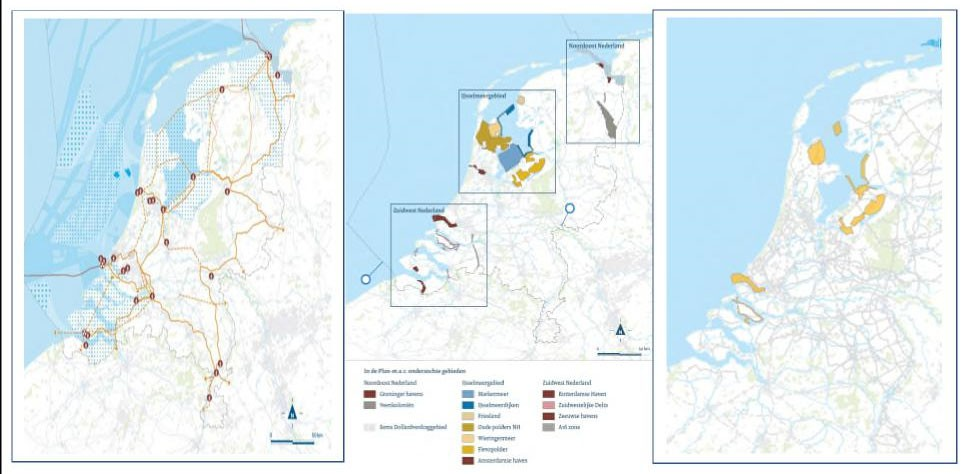 Noordoost Nederland
IJsselmeergebied
Zuidwest Nederland
N
In de Plan-m.e.r. onderzochte gebieden
Noordoost Nederland
Groninger havens
Veenkoloniën
Eems Dollardverdraggebied
IJsselmeergebied
Markermeer
IJsselmeerdijken
Friesland
Oude polders NH
Wieringermeer
Flevopolder
Amsterdamse haven
Zuidwest Nederland
Rotterdamse Haven
Zuidwestelijke Delta
Zeeuwse havens
A16 zone